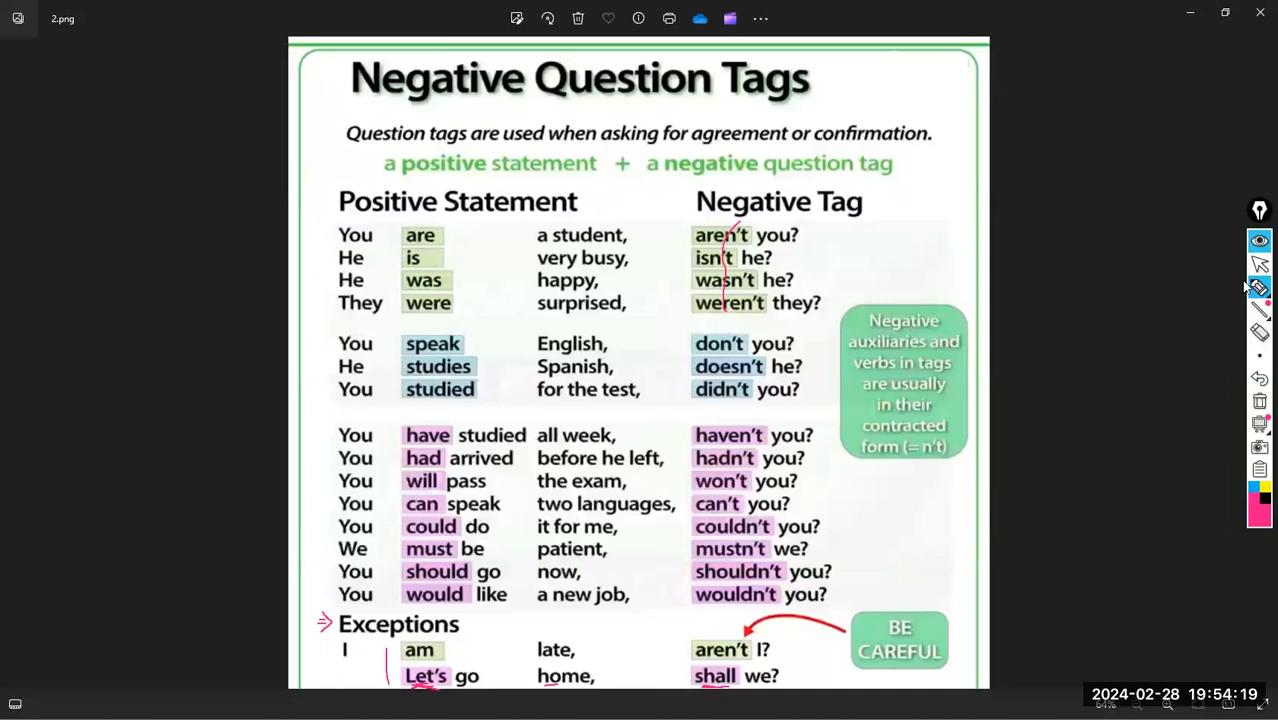 2.png
Negative Question Tags
Question tags are used when asking for agreement or confirmation.
a positive statement + a negative question tag
Positive Statement Negative Tag
You are a student, aren't you?
He is very busy, isn't he?
He was happy, wasn't he?
They were surprised, weren't they?
You speak English, don't you?
He studies Spanish, doesn't he?
You studied for the test, didn't you?
Negative
auxiliaries and
verbs in tags
are usually
in their
contracted
form (= n't)
You have studied all week, haven't you?
You had arrived before he left, hadn't you?
You will pass the exam, won't you?
You can speak two languages, can't you?
You could do it for me, couldn't you?
We must be patient, mustn't we?
You should go now, shouldn't you?
You would like a new job, wouldn't you?
Exceptions
I am late, aren't I?
Let's go home, shall we?
BE
CAREFUL
2024-02-28 19:54:19
64%